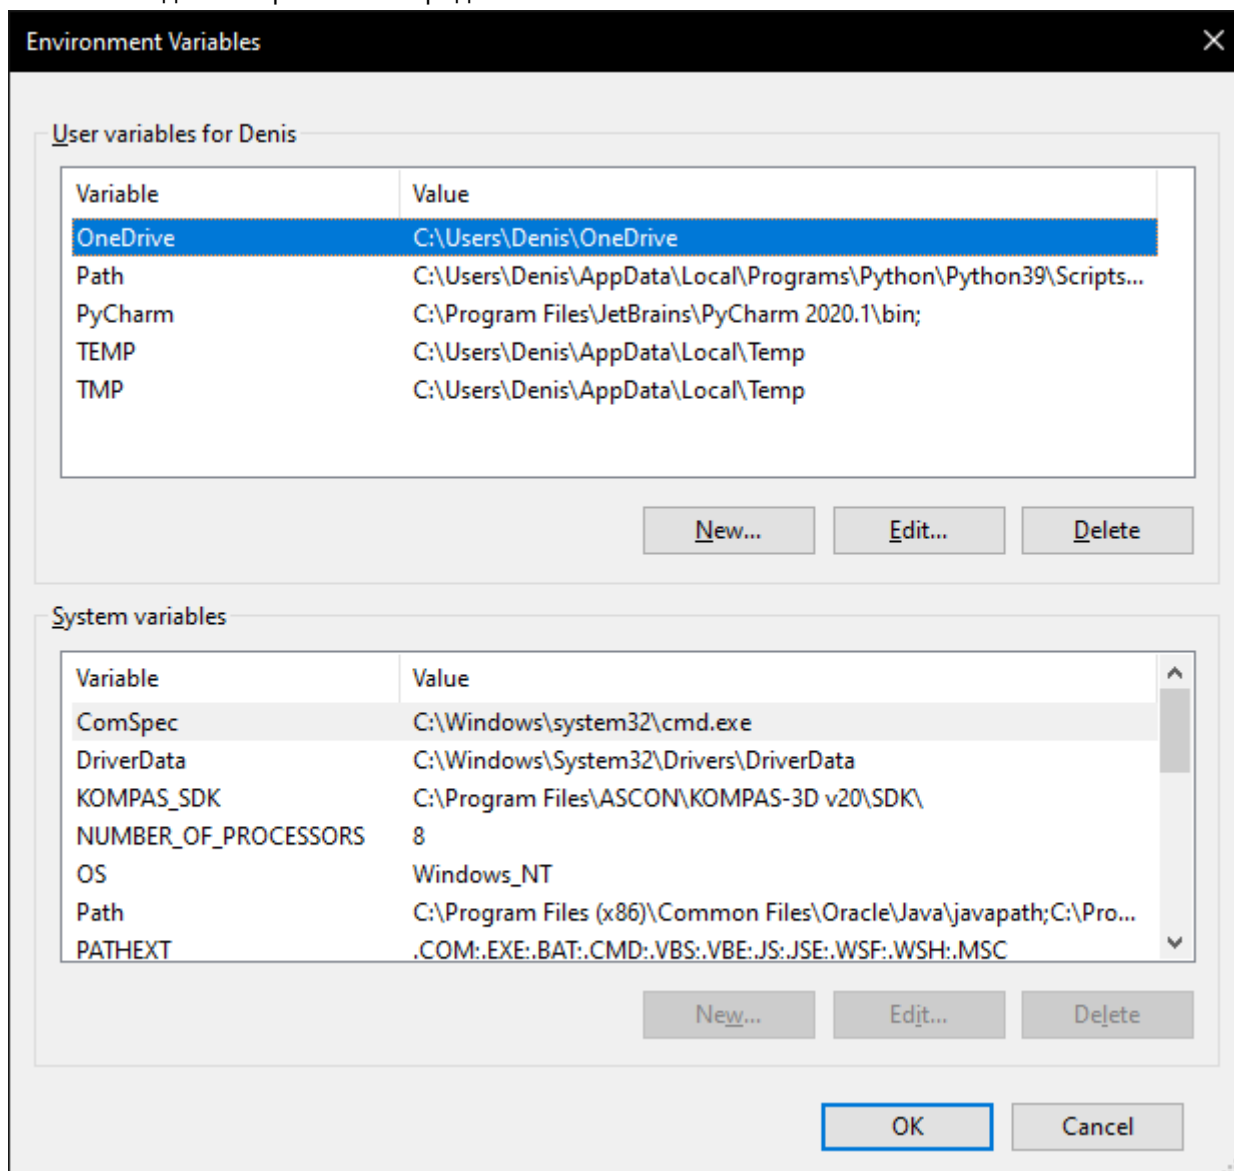 Environment Variables
User variables for Denis
Variable Value
OneDrive C:\Users\Denis\OneDrive
Path C:\Users\Denis\AppData\Local\Programs\Python\Python39\Scripts...
PyCharm C:\Program Files\JetBrains\PyCharm 2020.1\bin;
TEMP C:\Users\Denis\AppData\Local\Temp
TMP C:\Users\Denis\AppData\Local\Temp
New... Edit... Delete
System variables
Variable Value
ComSpec C:\Windows\system32\cmd.exe
DriverData C:\Windows\System32\Drivers\DriverData
KOMPAS_SDK C:\Program Files\ASCON\KOMPAS-3D v20\SDK\
NUMBER_OF_PROCESSORS 8
OS Windows_NT
Path C:\Program Files (x86)\Common Files\Oracle\Java\javapath;C:\Pro...
PATHEXT .COM;.EXE;.BAT;.CMD;.VBS;.VBE;.JS;.JSE;.WSF;.WSH;.MSC
New... Edit... Delete
OK Cancel